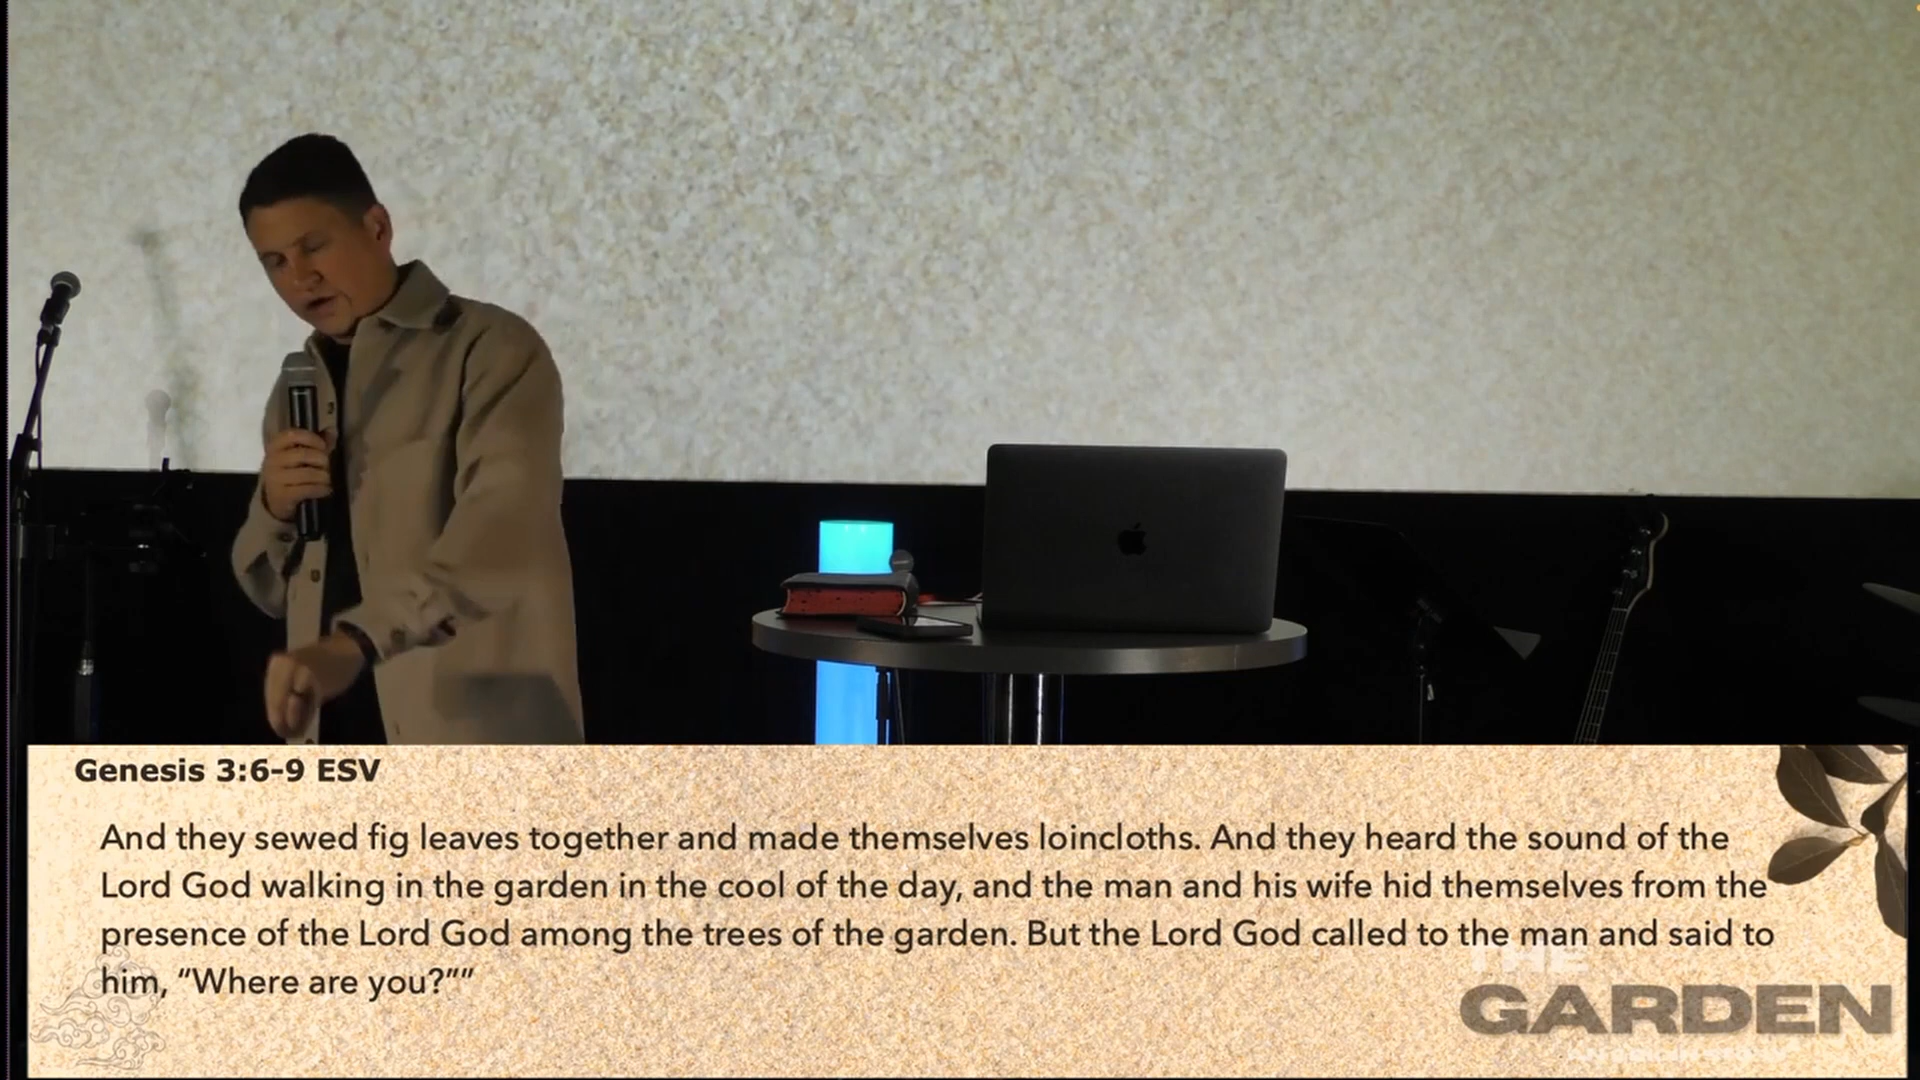 Genesis 3:6-9 ESV
And they sewed fig leaves together and made themselves loincloths. And they heard the sound of the
Lord God walking in the garden in the cool of the day, and the man and his wife hid themselves from the
presence of the Lord God among the trees of the garden. But the Lord God called to the man and said to
him, “Where are you?””
THE
GARDEN